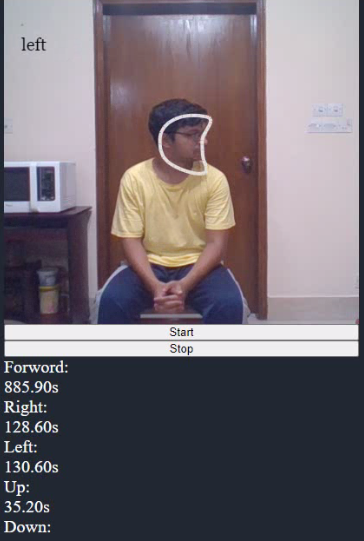 left
Start
Stop
Forword:
885.90s
Right:
128.60s
Left:
130.60s
Up:
35.20s
Down: